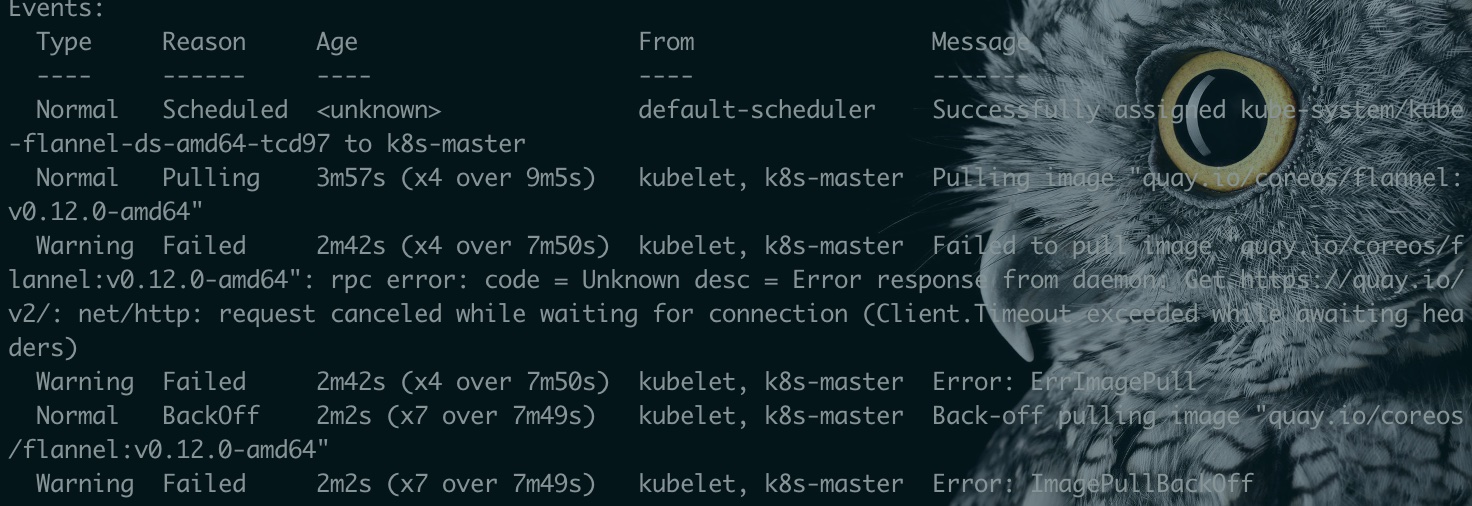 Events:
Type Reason Age From Message
---- ------ ---- ---- -------
Normal Scheduled <unknown> default-scheduler Successfully assigned kube-system/kube
-flannel-ds-amd64-tcd97 to k8s-master
Normal Pulling 3m57s (x4 over 9m5s) kubelet, k8s-master Pulling image "quay.io/coreos/flannel:
v0.12.0-amd64"
Warning Failed 2m42s (x4 over 7m50s) kubelet, k8s-master Failed to pull image "quay.io/coreos/f
lannel:v0.12.0-amd64": rpc error: code = Unknown desc = Error response from daemon: Get https://quay.io/
v2/: net/http: request canceled while waiting for connection (Client.Timeout exceeded while awaiting hea
ders)
Warning Failed 2m42s (x4 over 7m50s) kubelet, k8s-master Error: ErrImagePull
Normal BackOff 2m2s (x7 over 7m49s) kubelet, k8s-master Back-off pulling image "quay.io/coreos
/flannel:v0.12.0-amd64"
Warning Failed 2m2s (x7 over 7m49s) kubelet, k8s-master Error: ImagePullBackOff